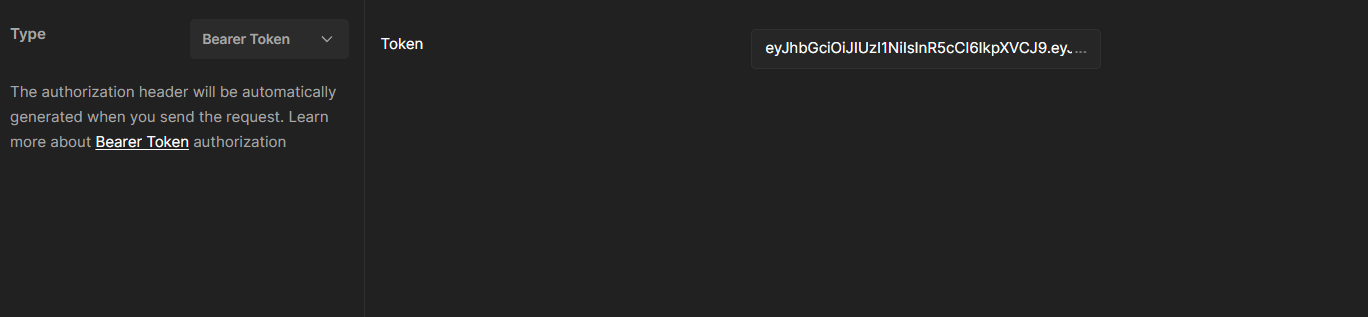 Type
Bearer Token
The authorization header will be automatically
generated when you send the request. Learn
more about Bearer Token authorization
Token
eyJhbGciOiJIUzI1NiIsInR5cCI6IkpXVCJ9.eyJ...